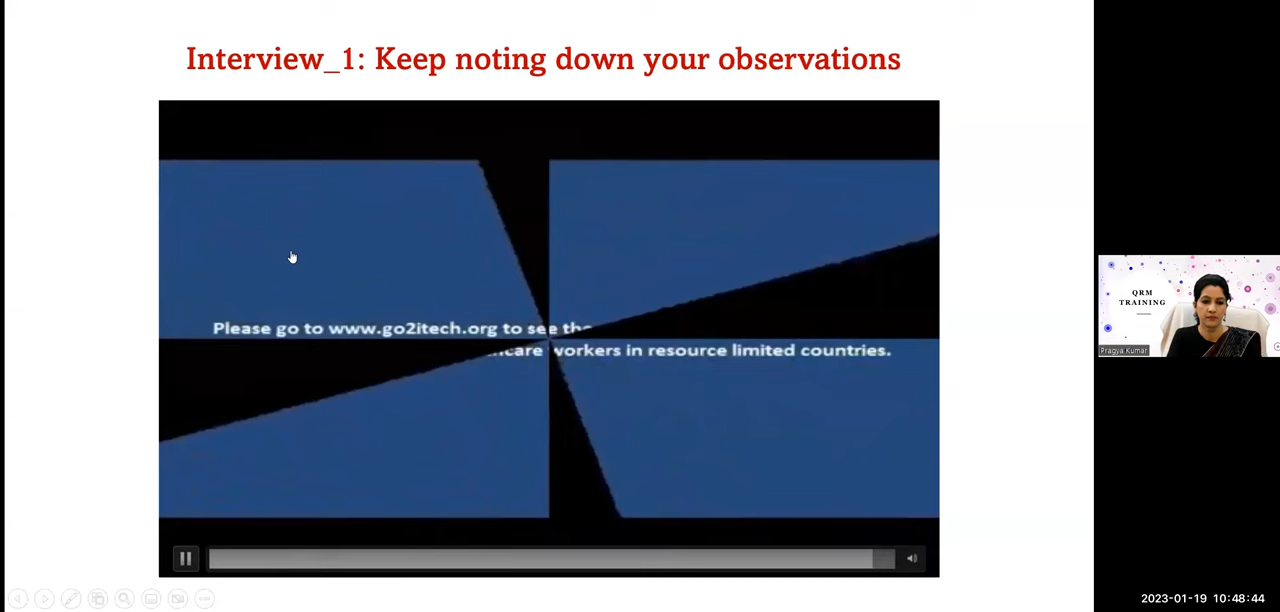 Interview_1: Keep noting down your observations
Please go to www.go2itech.org to see the
workers in resource limited countries.
QRM
TRAINING
Pragya Kumar
2023-01-19 10:48:44